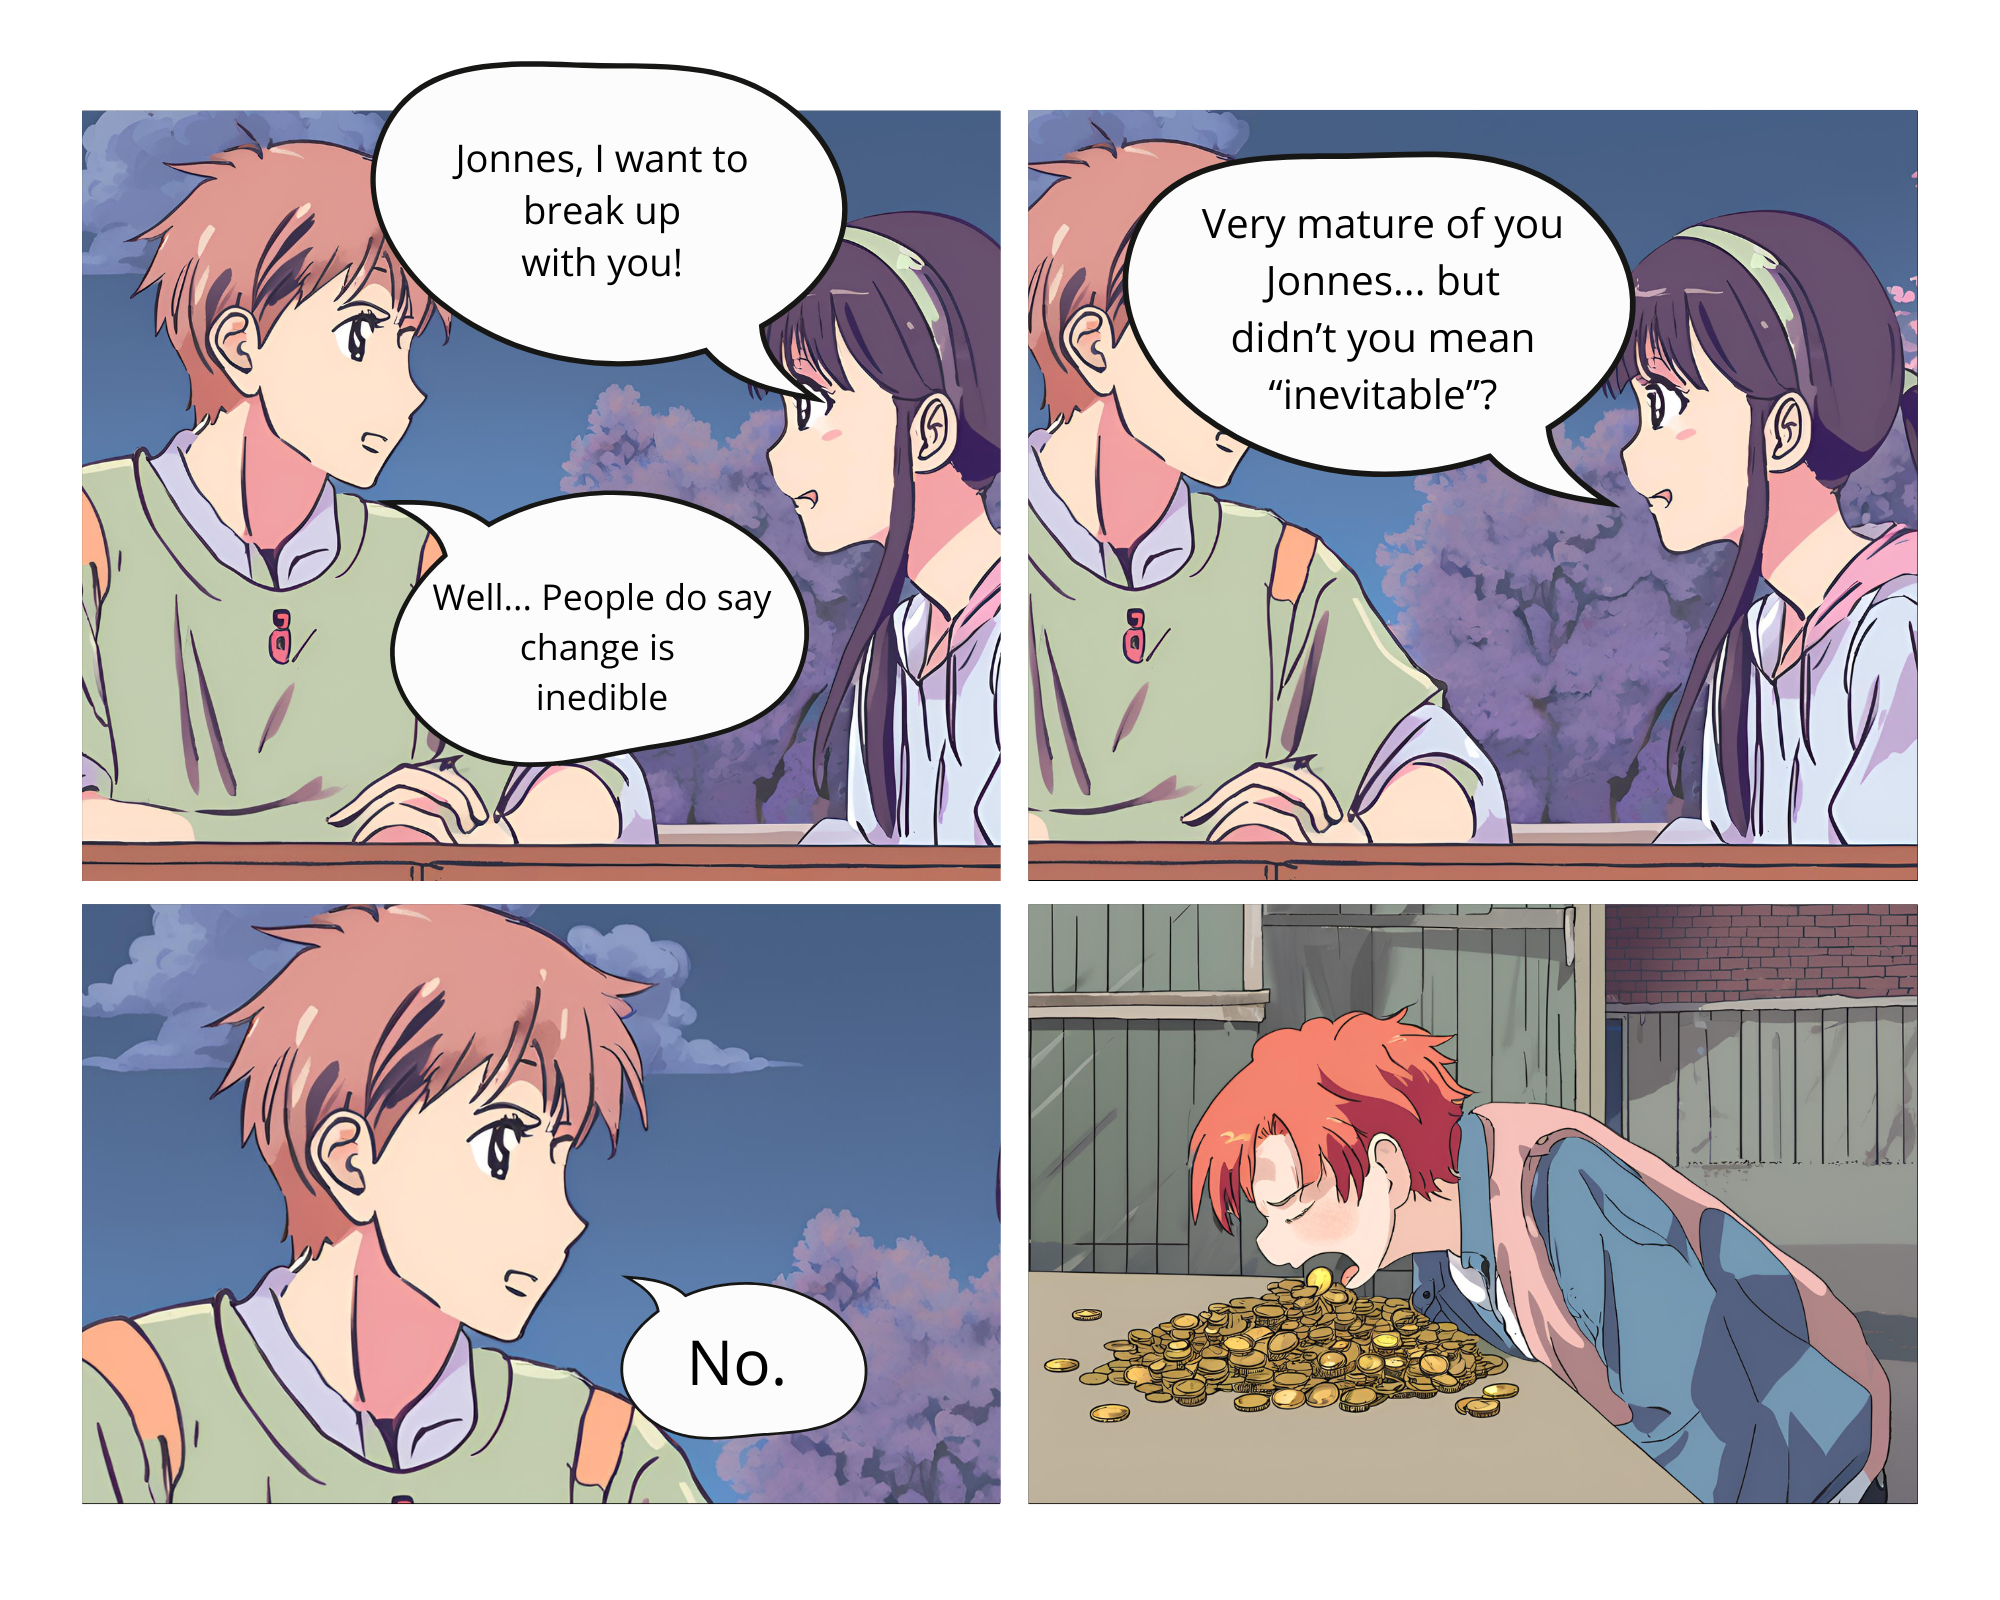 Jonnes, I want to
break up
with you!
Well... People do say
change is
inedible
Very mature of you
Jonnes... but
didn’t you mean
“inevitable”?
No.